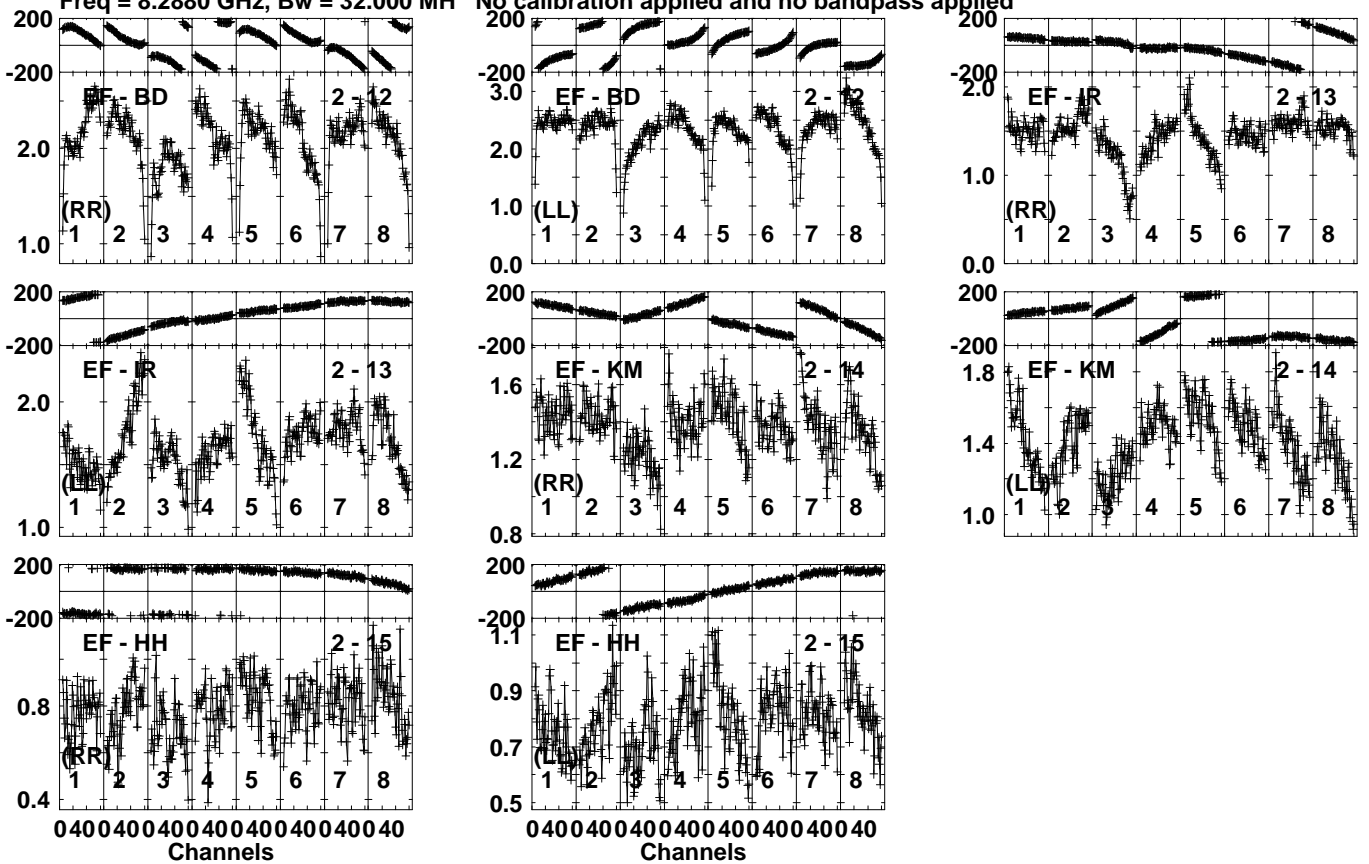 Freq = 8.2880 GHz, Bw = 32.000 MH No calibration applied and no bandpass applied
200
-200
EF - BD 2 - 12
2.0
1.0
(RR)
1 2 3 4 5 6 7 8
200
-200
EF - BD 2 - 12
3.0
2.0
1.0
0.0
(LL)
1 2 3 4 5 6 7 8
200
-200
EF - IR 2 - 13
2.0
1.0
0.0
(RR)
1 2 3 4 5 6 7 8
200
-200
EF - IR 2 - 13
2.0
1.0
(LL)
1 2 3 4 5 6 7 8
200
-200
EF - KM 2 - 14
1.6
1.2
0.8
(RR)
1 2 3 4 5 6 7 8
200
-200
EF - KM 2 - 14
1.8
1.4
1.0
(LL)
1 2 3 4 5 6 7 8
200
-200
EF - HH 2 - 15
0.8
0.4
(RR)
1 2 3 4 5 6 7 8
0 40 0 40 0 40 0 40 0 40 0 40 0 40 0 40
Channels
200
-200
EF - HH 2 - 15
1.1
0.9
0.7
0.5
(LL)
1 2 3 4 5 6 7 8
0 40 0 40 0 40 0 40 0 40 0 40 0 40 0 40
Channels